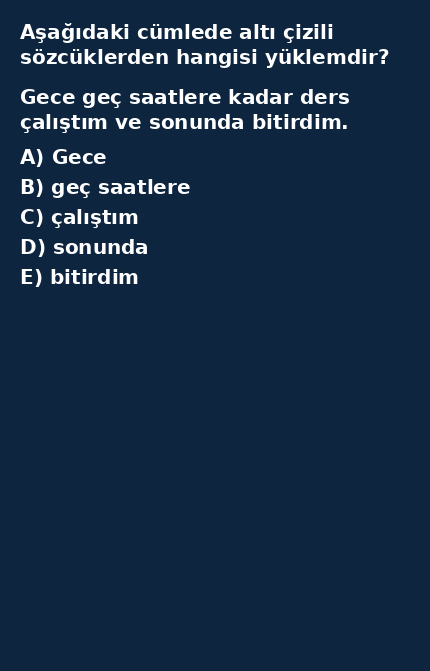 Aşağıdaki cümlede altı çizili
sözcüklerden hangisi yüklemdir?
Gece geç saatlere kadar ders
çalıştım ve sonunda bitirdim.
A) Gece
B) geç saatlere
C) çalıştım
D) sonunda
E) bitirdim